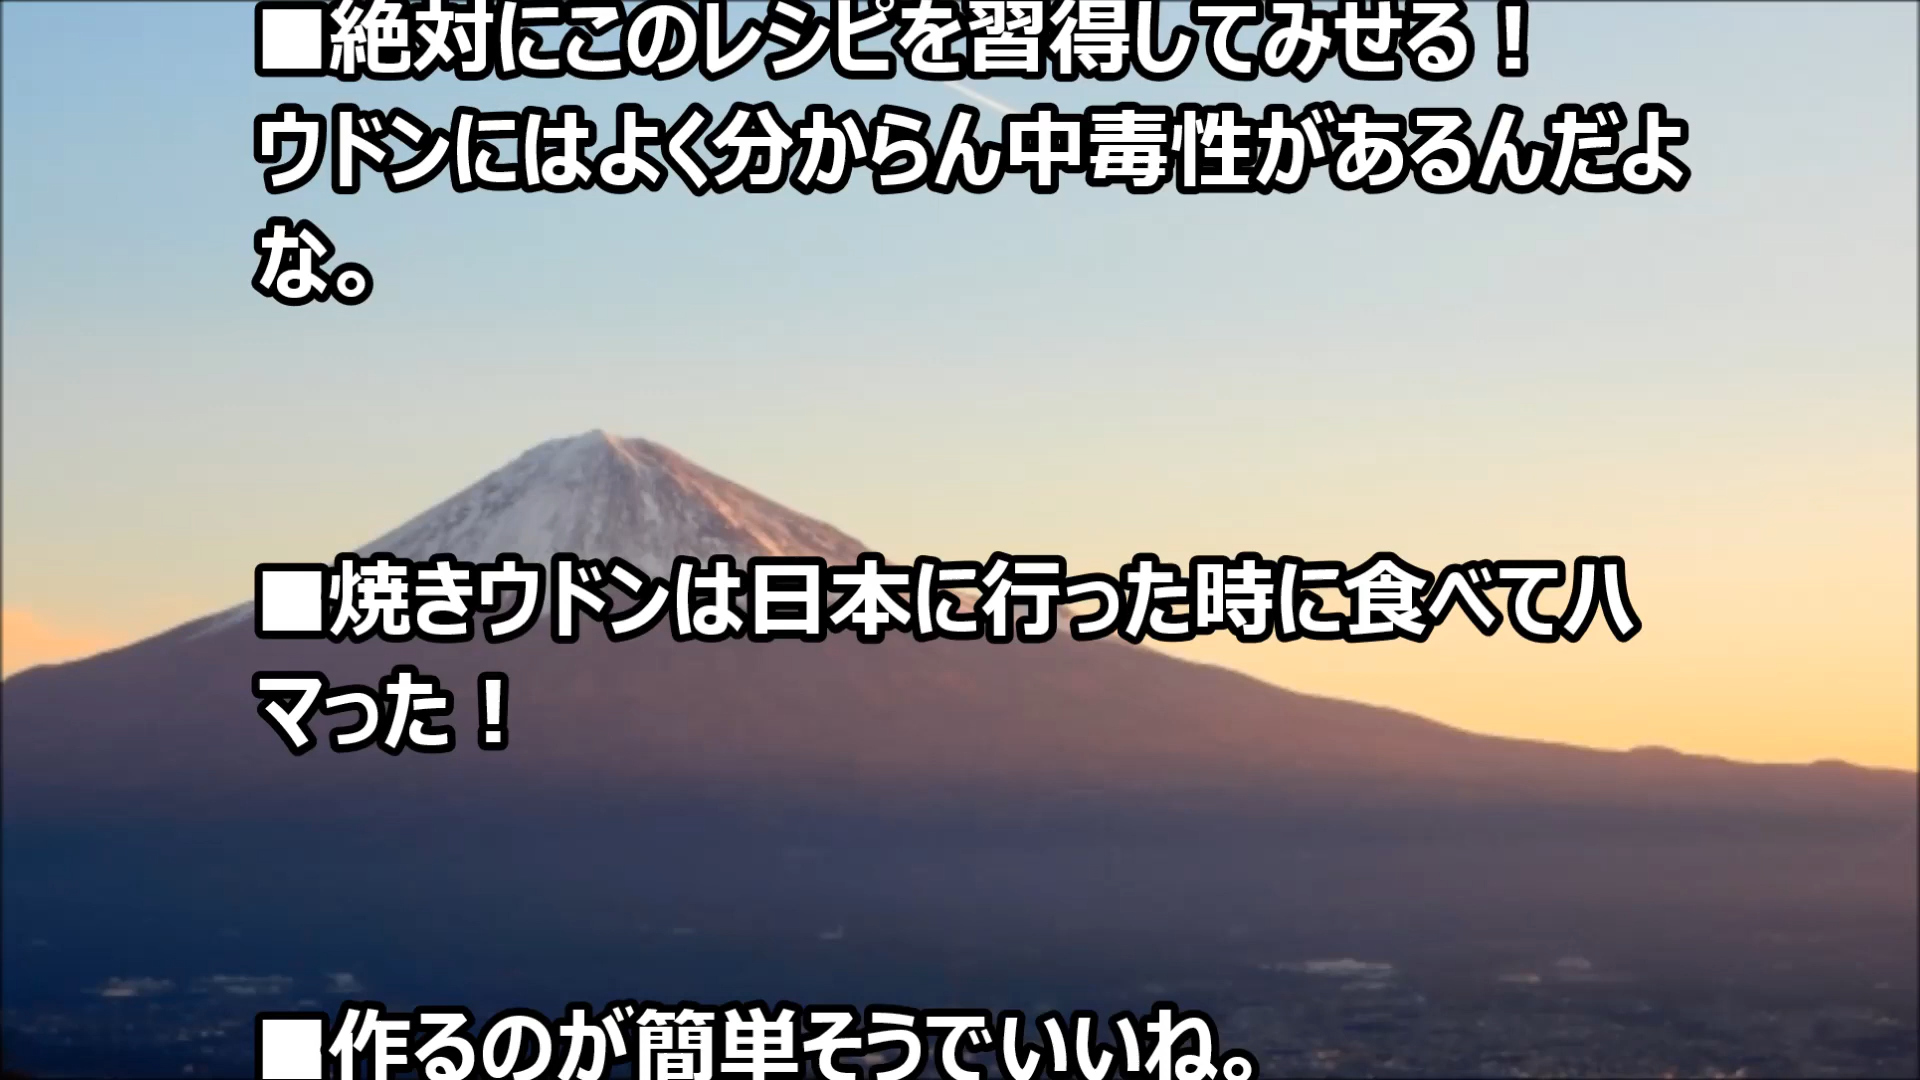 ■絶対にこのレシピを習得してみせる！
ウドンにはよく分からん中毒性があるんだよ
な。
■焼きウドンは日本に行った時に食べてハ
マった！
■作るのが簡単そうでいいね。